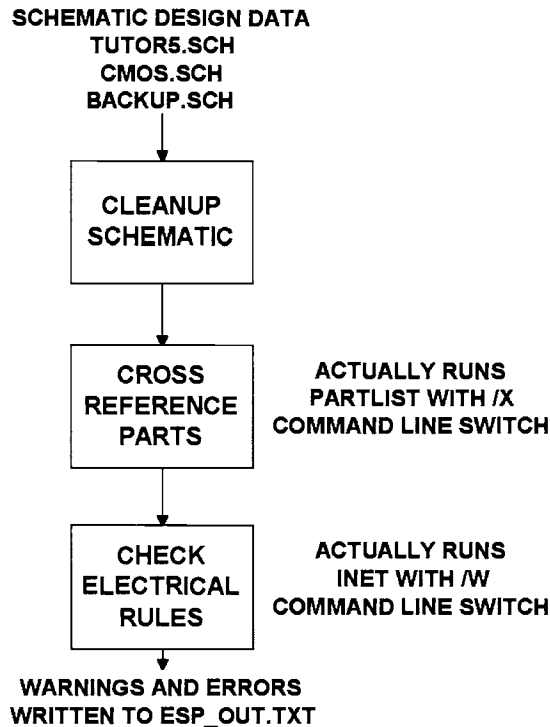 SCHEMATIC DESIGN DATA
TUTOR5.SCH
CMOS.SCH
BACKUP.SCH
CLEANUP
SCHEMATIC
CROSS
REFERENCE
PARTS
ACTUALLY RUNS
PARTLIST WITH /X
COMMAND LINE SWITCH
CHECK
ELECTRICAL
RULES
ACTUALLY RUNS
INET WITH /W
COMMAND LINE SWITCH
WARNINGS AND ERRORS
WRITTEN TO ESP_OUT.TXT